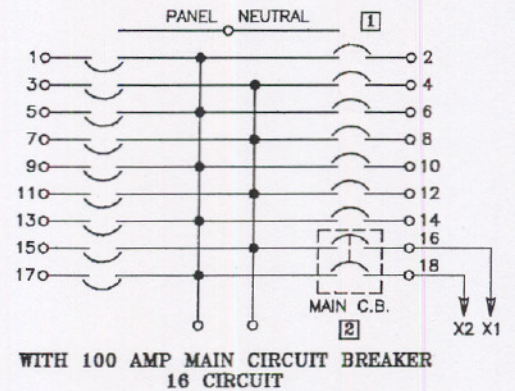 PANEL NEUTRAL
1
1 2
3 4
5 6
7 8
9 10
11 12
13 14
15 16
17 18
MAIN C.B.
2
X2 X1
WITH 100 AMP MAIN CIRCUIT BREAKER
16 CIRCUIT